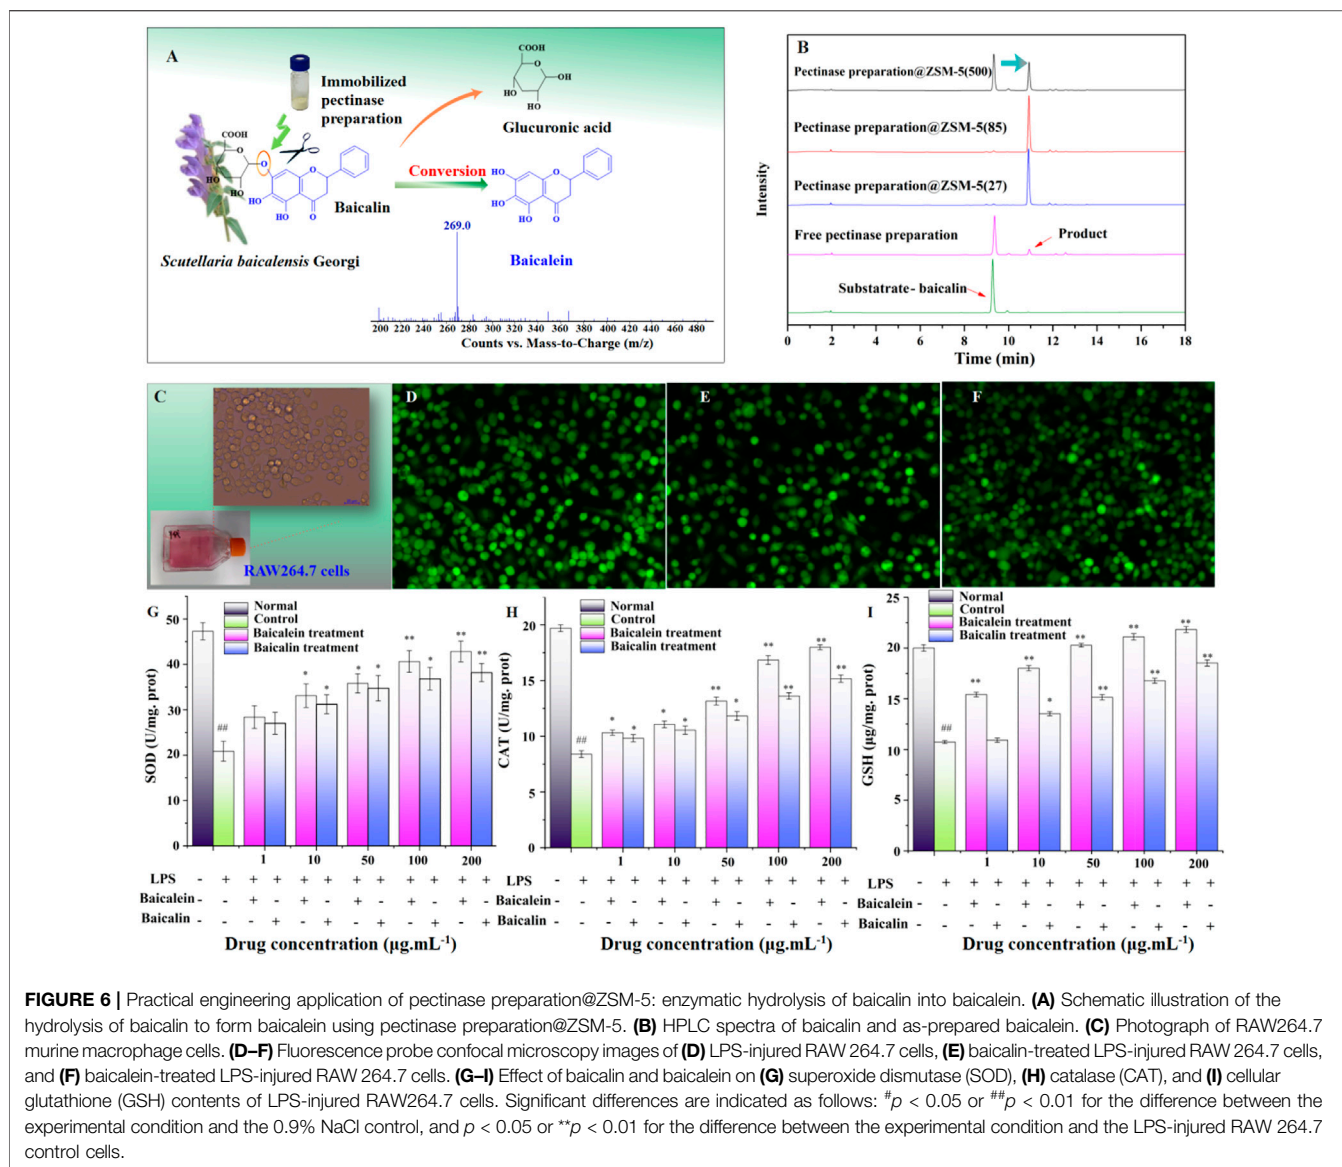 A
Immobilized
pectinase
preparation
COOH
O
OH
HO
HO
Glucuronic acid
COOH
O
O
HO
HO
O
HO
OH
O
Baicalin
Conversion
HO
O
HO
OH
O
Baicalein
Scutellaria baicalensis Georgi
269.0
200 220 240 260 280 300 320 340 360 380 400 420 440 460 480
Counts vs. Mass-to-Charge (m/z)
B
Pectinase preparation@ZSM-5(500)
Pectinase preparation@ZSM-5(85)
Pectinase preparation@ZSM-5(27)
Free pectinase preparation
Product
Substatrate - baicalin
Intensity
0 2 4 6 8 10 12 14 16 18
Time (min)
C
RAW264.7 cells
D
E
F
G
Normal
Control
Baicalein treatment
Baicalin treatment
SOD (U/mg. prot)
50
40
30
20
10
0
## * * * * ** * ** **
1 10 50 100 200
LPS - + + + + + + + + + + +
Baicalein - - + - + - + - + - + -
Baicalin - - - + - + - + - + - +
Drug concentration (μg.mL-1)
H
Normal
Control
Baicalein treatment
Baicalin treatment
CAT (U/mg. prot)
20
15
10
5
0
## * * * * ** * ** ** ** **
1 10 50 100 200
LPS - + + + + + + + + + + +
Baicalein - - + - + - + - + - + -
Baicalin - - - + - + - + - + - +
Drug concentration (μg.mL-1)
I
Normal
Control
Baicalein treatment
Baicalin treatment
GSH (μg/mg. prot)
25
20
15
10
5
0
## ** ** * ** ** ** ** ** **
1 10 50 100 200
LPS - + + + + + + + + + + +
Baicalein - - + - + - + - + - + -
Baicalin - - - + - + - + - + - +
Drug concentration (μg.mL-1)
FIGURE 6 | Practical engineering application of pectinase preparation@ZSM-5: enzymatic hydrolysis of baicalin into baicalein. (A) Schematic illustration of the
hydrolysis of baicalin to form baicalein using pectinase preparation@ZSM-5. (B) HPLC spectra of baicalin and as-prepared baicalein. (C) Photograph of RAW264.7
murine macrophage cells. (D–F) Fluorescence probe confocal microscopy images of (D) LPS-injured RAW 264.7 cells, (E) baicalin-treated LPS-injured RAW 264.7 cells,
and (F) baicalein-treated LPS-injured RAW 264.7 cells. (G–I) Effect of baicalin and baicalein on (G) superoxide dismutase (SOD), (H) catalase (CAT), and (I) cellular
glutathione (GSH) contents of LPS-injured RAW264.7 cells. Significant differences are indicated as follows: #p < 0.05 or ##p < 0.01 for the difference between the
experimental condition and the 0.9% NaCl control, and p < 0.05 or **p < 0.01 for the difference between the experimental condition and the LPS-injured RAW 264.7
control cells.